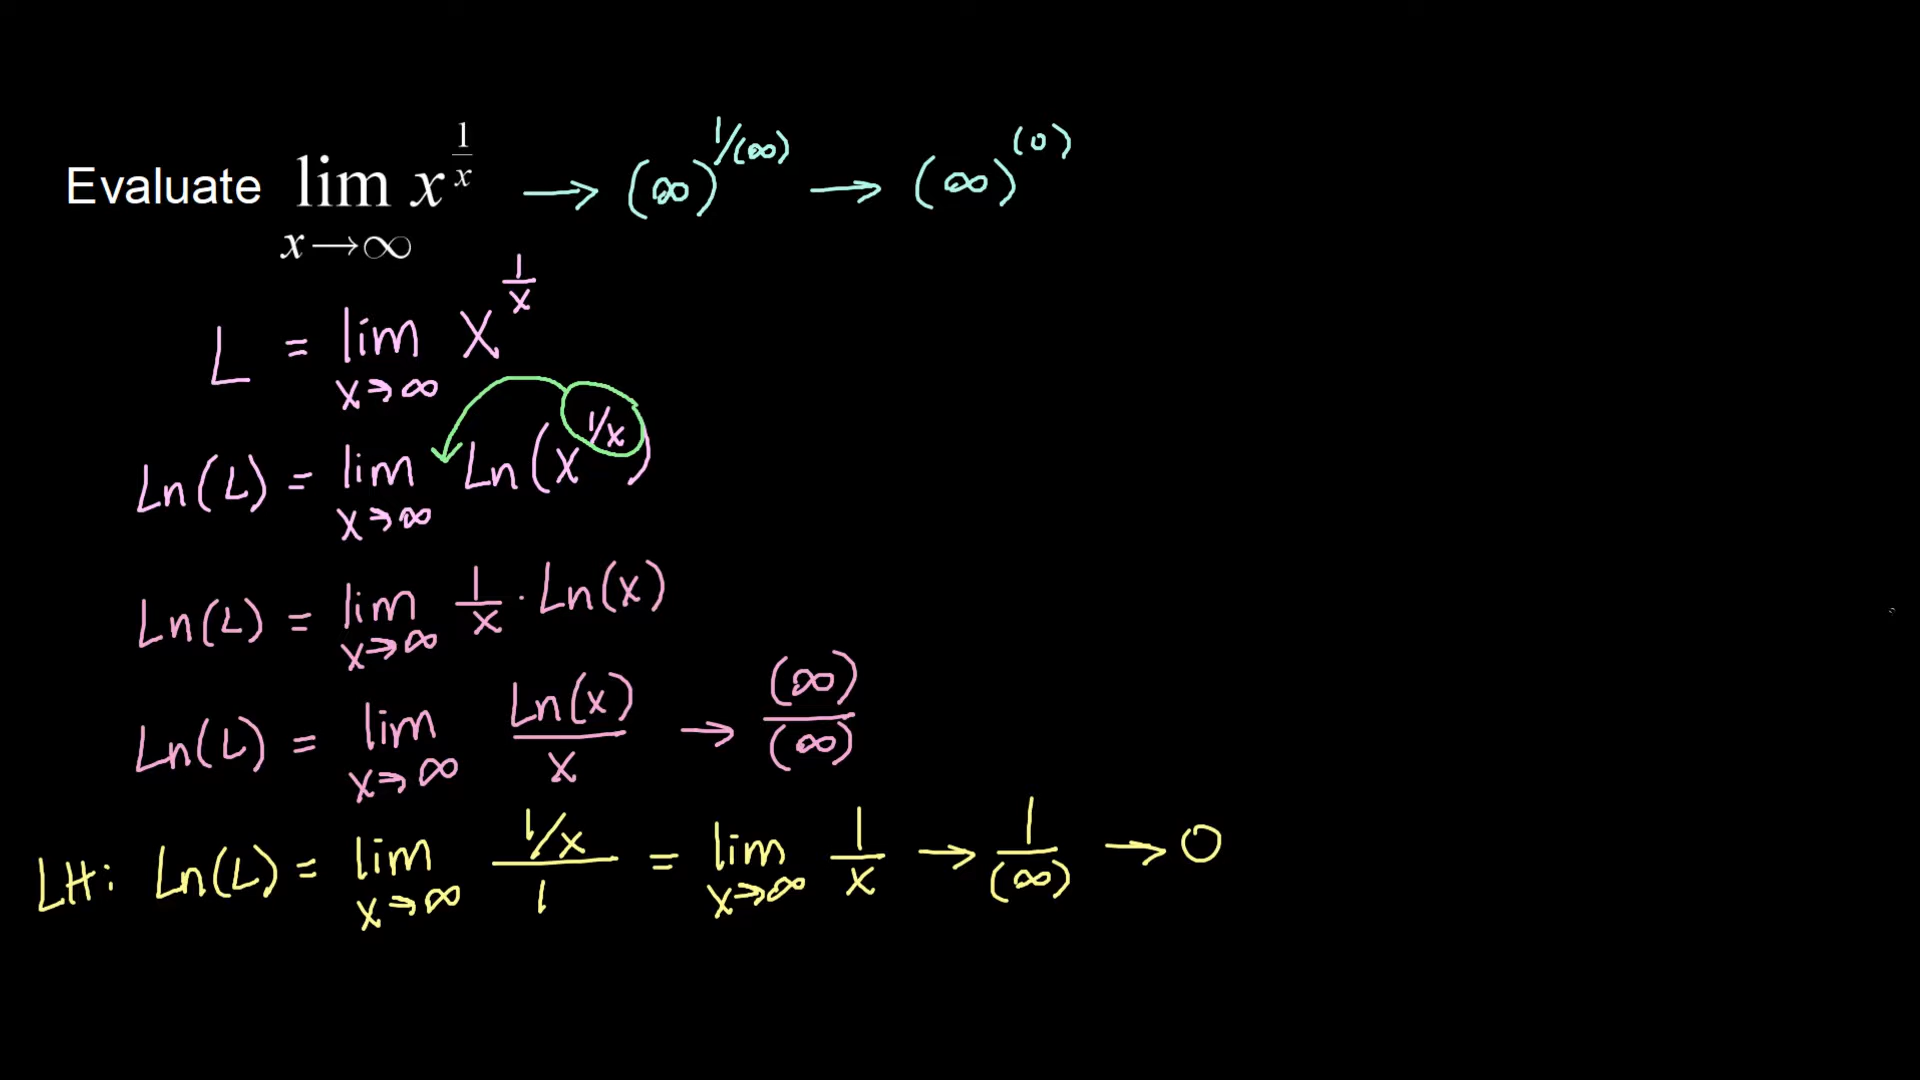 Evaluate lim x→∞ x^(1/x) → (∞)^(1/(∞)) → (∞)^(0)
L = lim x→∞ x^(1/x)
Ln(L) = lim x→∞ Ln(x^(1/x))
Ln(L) = lim x→∞ 1/x · Ln(x)
Ln(L) = lim x→∞ Ln(x)/x → (∞)/(∞)
LH: Ln(L) = lim x→∞ (1/x)/1 = lim x→∞ 1/x → 1/(∞) → 0